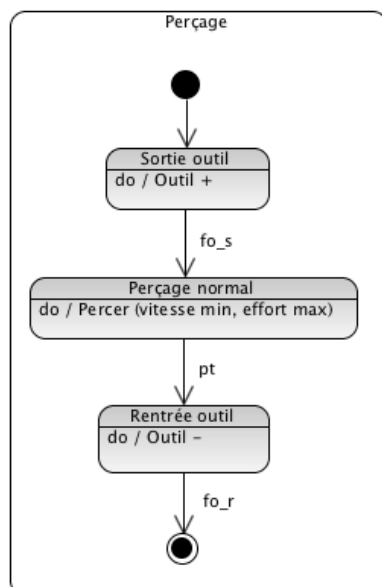 Perçage
Sortie outil
do / Outil +
fo_s
Perçage normal
do / Percer (vitesse min, effort max)
pt
Rentrée outil
do / Outil -
fo_r